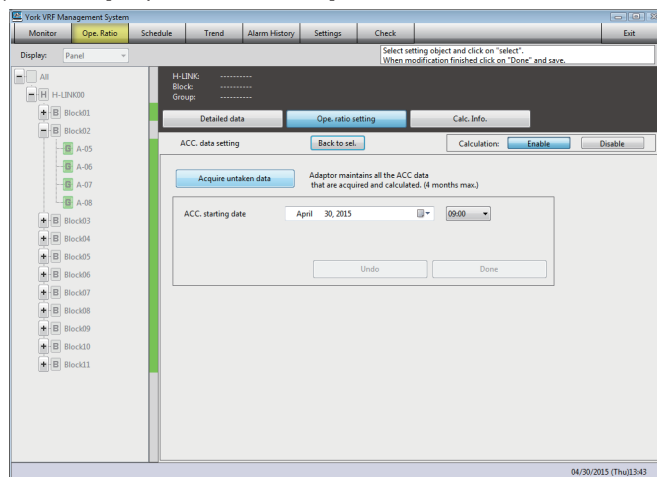 York VRF Management System
Monitor Ope. Ratio Schedule Trend Alarm History Settings Check Exit
Display: Panel
Select setting object and click on "select".
When modification finished click on "Done" and save.
All
H H-LINK00
B Block01
B Block02
G A-05
G A-06
G A-07
G A-08
B Block03
B Block04
B Block05
B Block06
B Block07
B Block08
B Block09
B Block10
B Block11
H-LINK: ----------
Block: ----------
Group: ----------
Detailed data Ope. ratio setting Calc. Info.
ACC. data setting Back to sel. Calculation: Enable Disable
Acquire untaken data
Adaptor maintains all the ACC data
that are acquired and calculated. (4 months max.)
ACC. starting date April 30, 2015 09:00
Undo Done
04/30/2015 (Thu)13:43